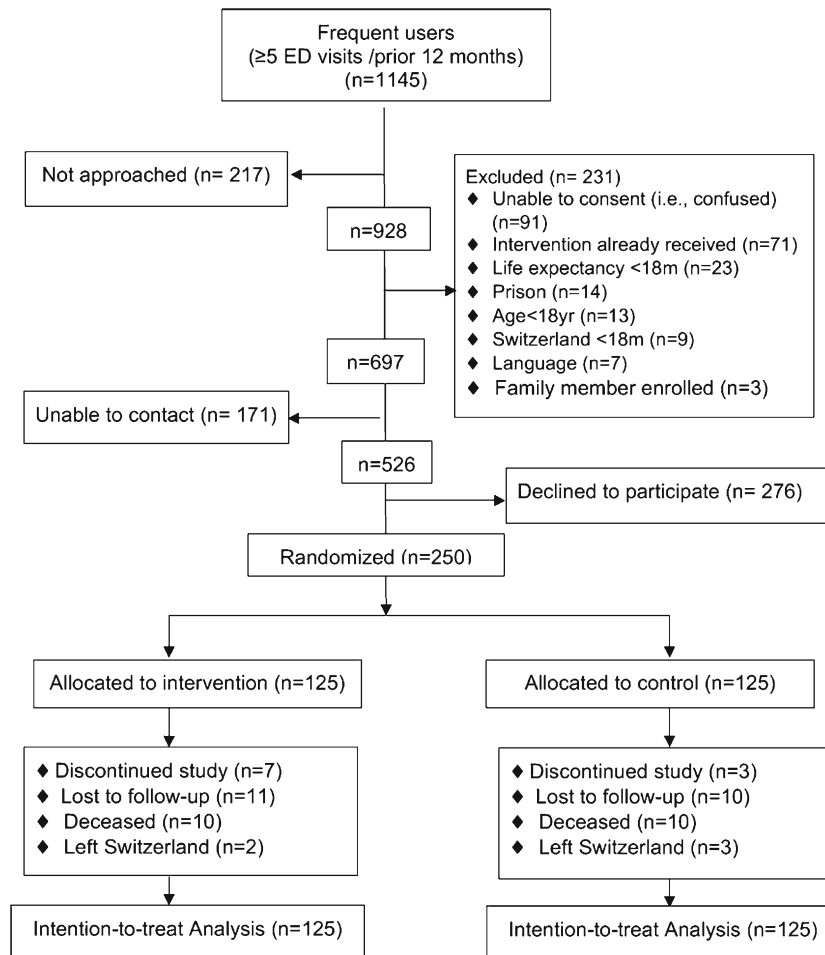 Frequent users
(≥5 ED visits /prior 12 months)
(n=1145)
Not approached (n= 217)
n=928
Excluded (n= 231)
♦ Unable to consent (i.e., confused)
(n=91)
♦ Intervention already received (n=71)
♦ Life expectancy <18m (n=23)
♦ Prison (n=14)
♦ Age<18yr (n=13)
♦ Switzerland <18m (n=9)
♦ Language (n=7)
♦ Family member enrolled (n=3)
n=697
Unable to contact (n= 171)
n=526
Declined to participate (n= 276)
Randomized (n=250)
Allocated to intervention (n=125)
Allocated to control (n=125)
♦ Discontinued study (n=7)
♦ Lost to follow-up (n=11)
♦ Deceased (n=10)
♦ Left Switzerland (n=2)
♦ Discontinued study (n=3)
♦ Lost to follow-up (n=10)
♦ Deceased (n=10)
♦ Left Switzerland (n=3)
Intention-to-treat Analysis (n=125)
Intention-to-treat Analysis (n=125)